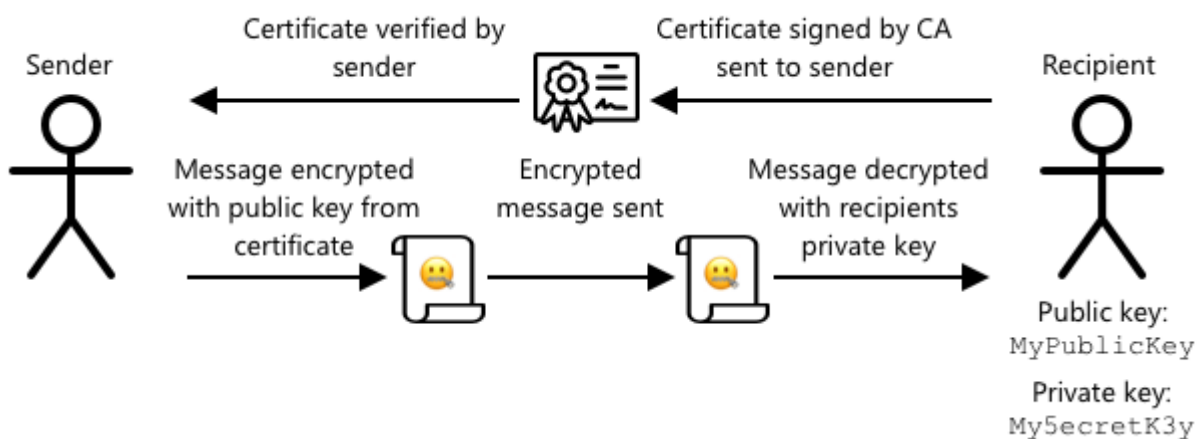 Sender
Certificate verified by
sender
Certificate signed by CA
sent to sender
Recipient
Message encrypted
with public key from
certificate
Encrypted
message sent
Message decrypted
with recipients
private key
Public key:
MyPublicKey
Private key:
My5ecretK3y